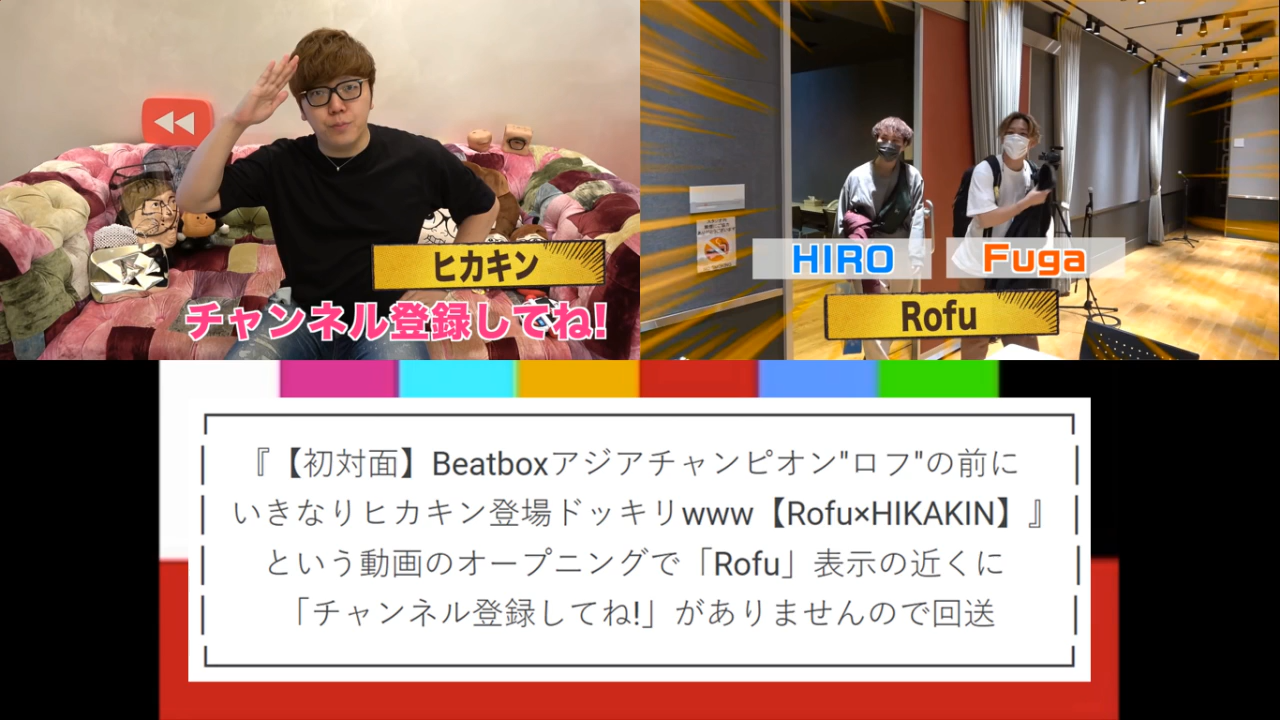 ヒカキン
チャンネル登録してね!
HIRO
Fuga
Rofu
『【初対面】Beatboxアジアチャンピオン"ロフ"の前に
いきなりヒカキン登場ドッキリwww【Rofu×HIKAKIN】』
という動画のオープニングで「Rofu」表示の近くに
「チャンネル登録してね!」がありませんので回送